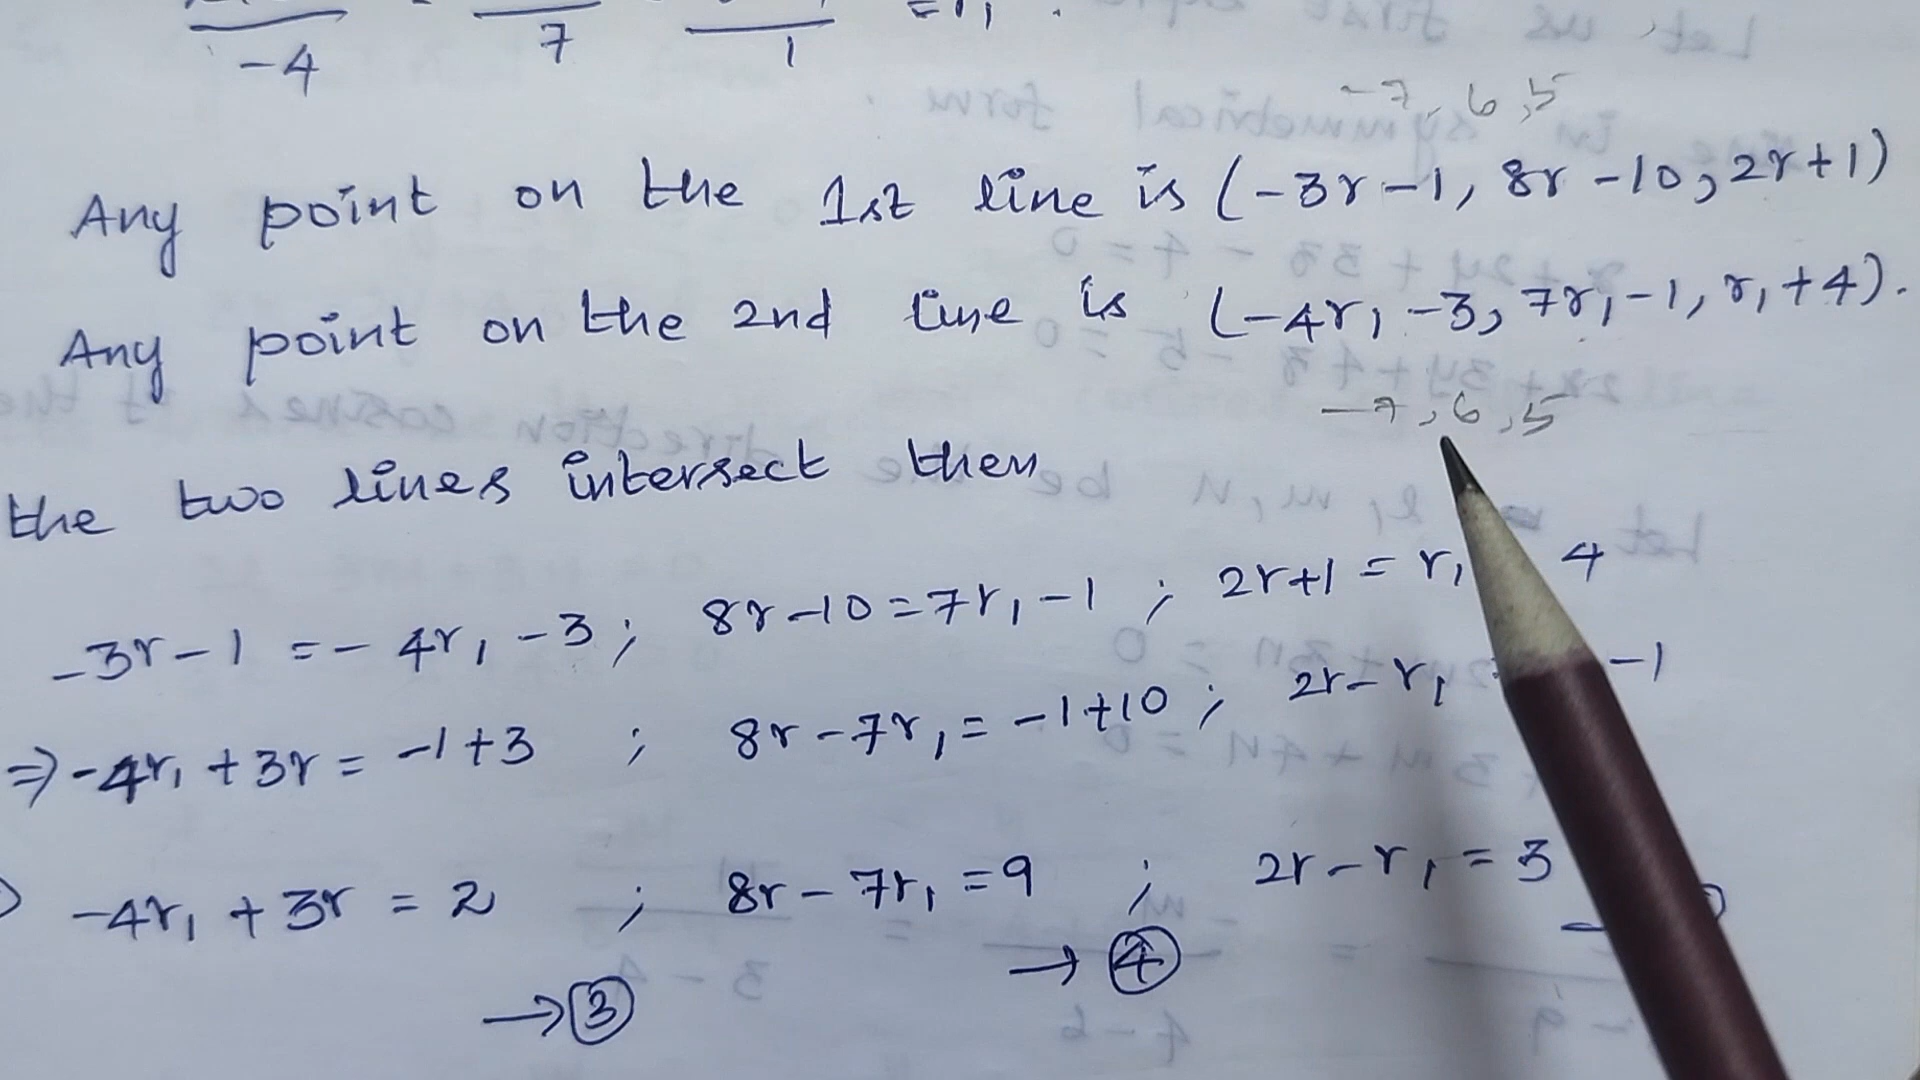 -4 7 1 = r₁
-7, 6, 5
Any point on the 1st line is (-3r-1, 8r-10, 2r+1)
Any point on the 2nd line is (-4r₁-3, 7r₁-1, r₁+4).
-7, 6, 5
the two lines intersect then
-3r-1 = -4r₁-3; 8r-10=7r₁-1; 2r+1=r₁ 4
⇒ -4r₁+3r = -1+3 ; 8r-7r₁ = -1+10 ; 2r-r₁ -1
-4r₁+3r = 2 ; 8r-7r₁ =9 ; 2r-r₁ = 3
→ ③ → ④